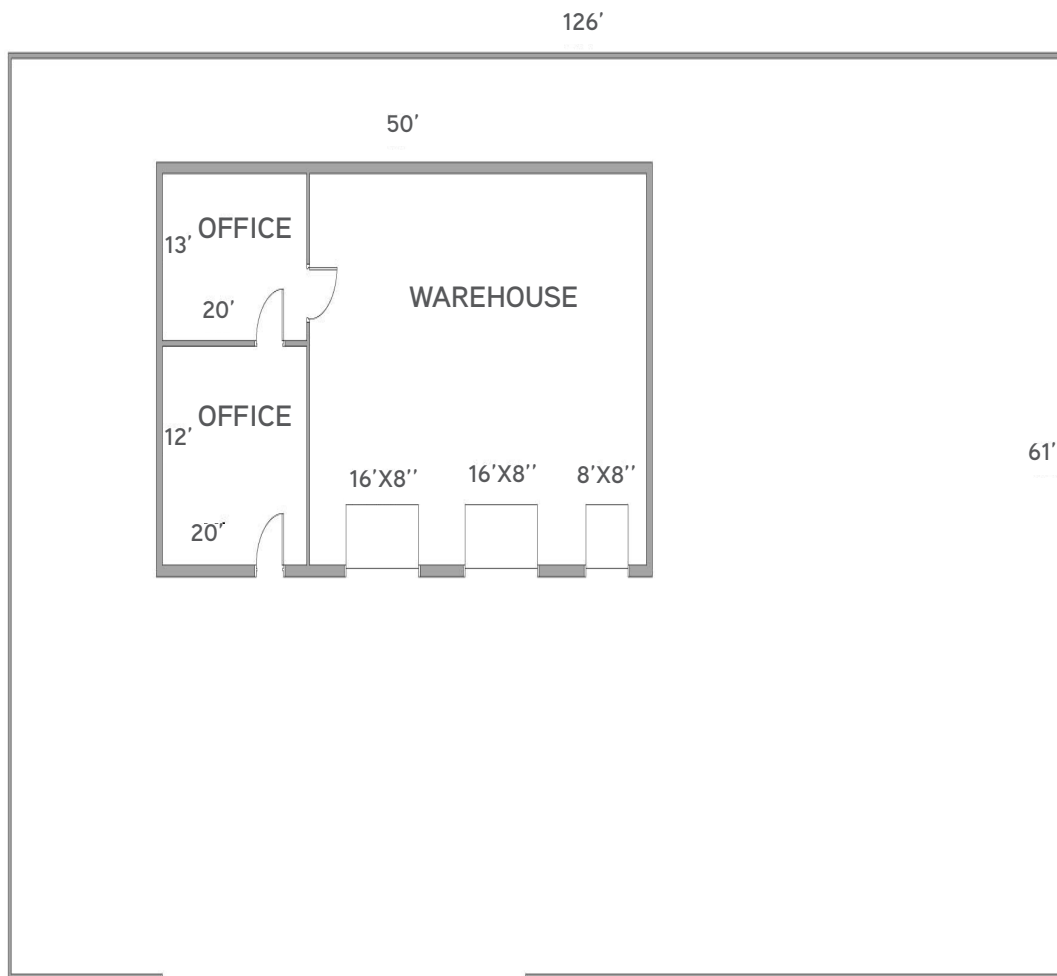 126’
50’
OFFICE
13’
20’
WAREHOUSE
OFFICE
12’
20’
16’X8’’
16’X8’’
8’X8’’
61’